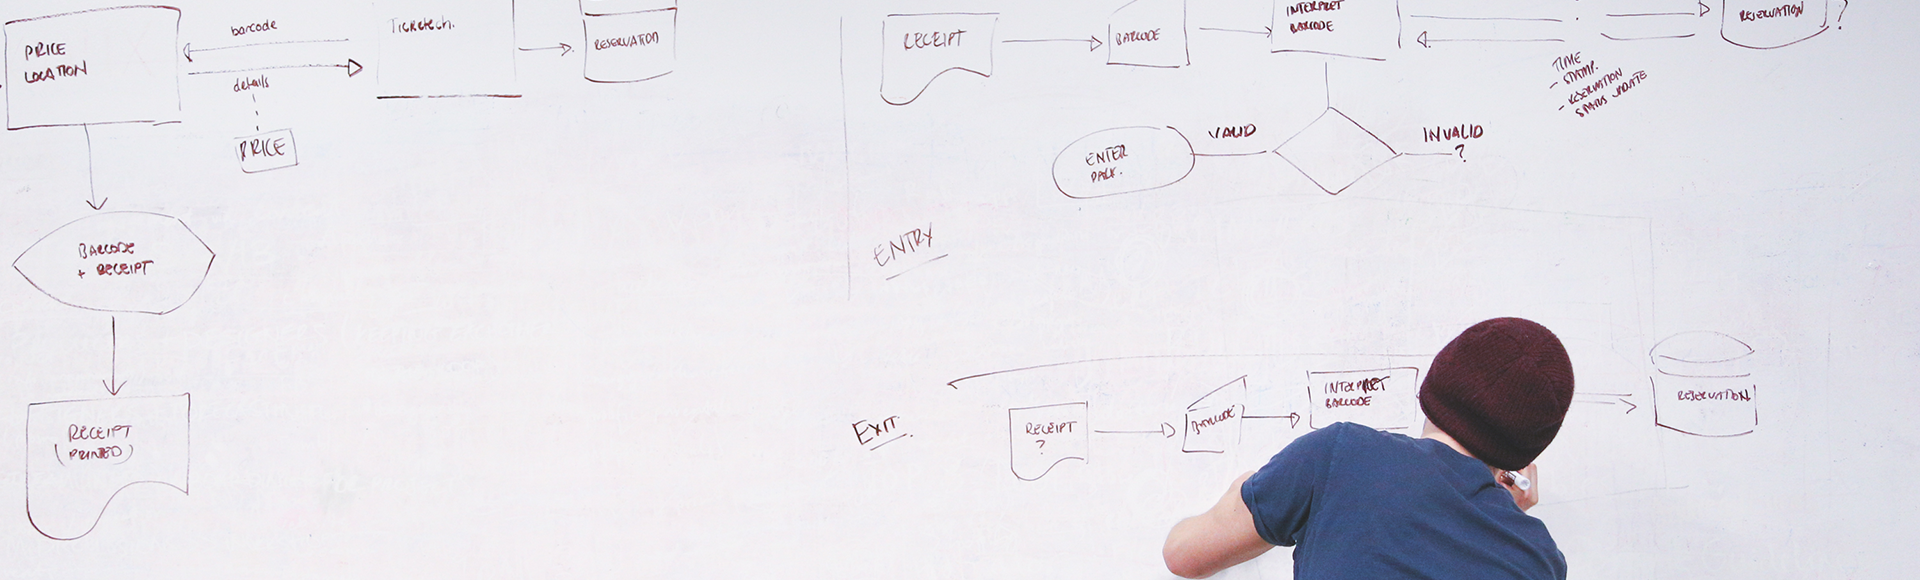 PRICE
LOCATION
barcode
details
PRICE
Ticketech.
RESERVATION
BARCODE
+ RECEIPT
RECEIPT
(PRINTED)
RECEIPT
BARCODE
INTERPRET
BARCODE
RESERVATION ?
TIME
- STAMP.
- RESERVATION
STATUS UPDATE
VALID
INVALID
?
ENTER
PARK.
ENTRY
EXIT.
RECEIPT
?
BARCODE
INTERPRET
BARCODE
RESERVATION